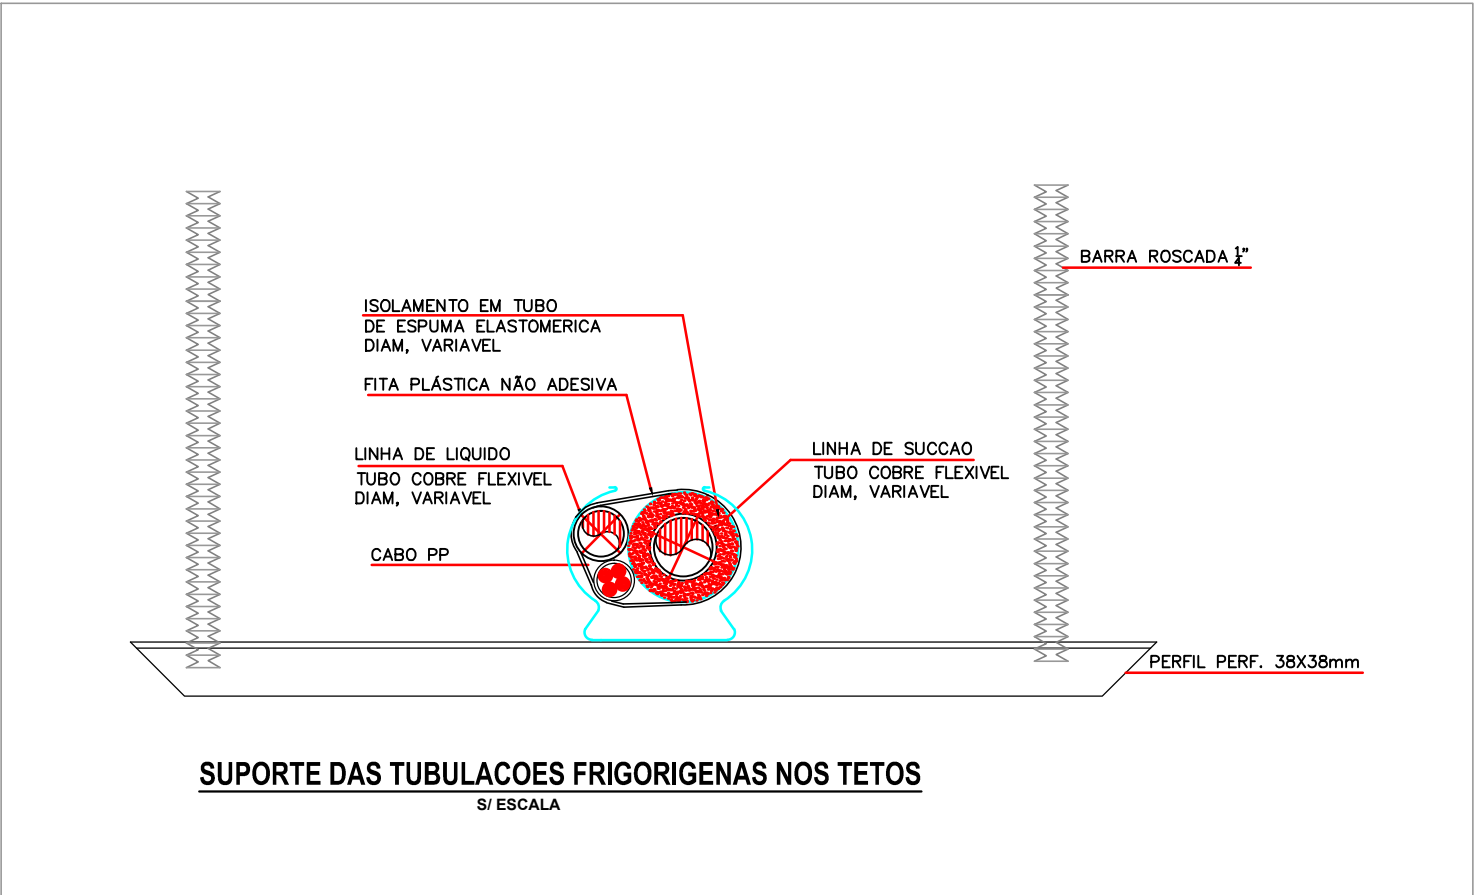 BARRA ROSCADA 1/4"
ISOLAMENTO EM TUBO
DE ESPUMA ELASTOMERICA
DIAM, VARIAVEL
FITA PLÁSTICA NÃO ADESIVA
LINHA DE LIQUIDO
TUBO COBRE FLEXIVEL
DIAM, VARIAVEL
LINHA DE SUCCAO
TUBO COBRE FLEXIVEL
DIAM, VARIAVEL
CABO PP
PERFIL PERF. 38X38mm
SUPORTE DAS TUBULACOES FRIGORIGENAS NOS TETOS
S/ ESCALA